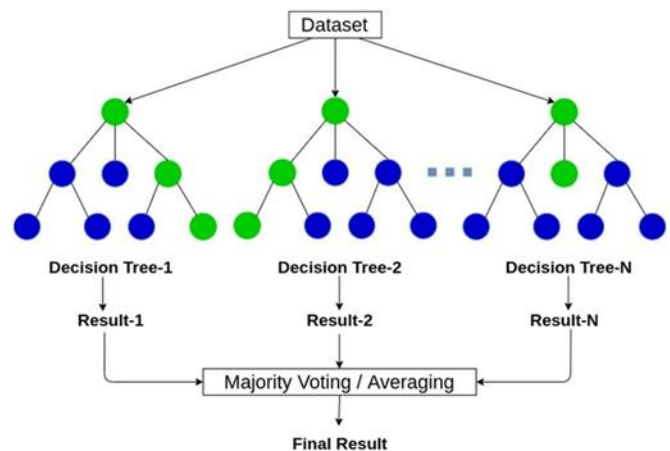 Dataset
Decision Tree-1
Decision Tree-2
Decision Tree-N
Result-1
Result-2
Result-N
Majority Voting / Averaging
Final Result